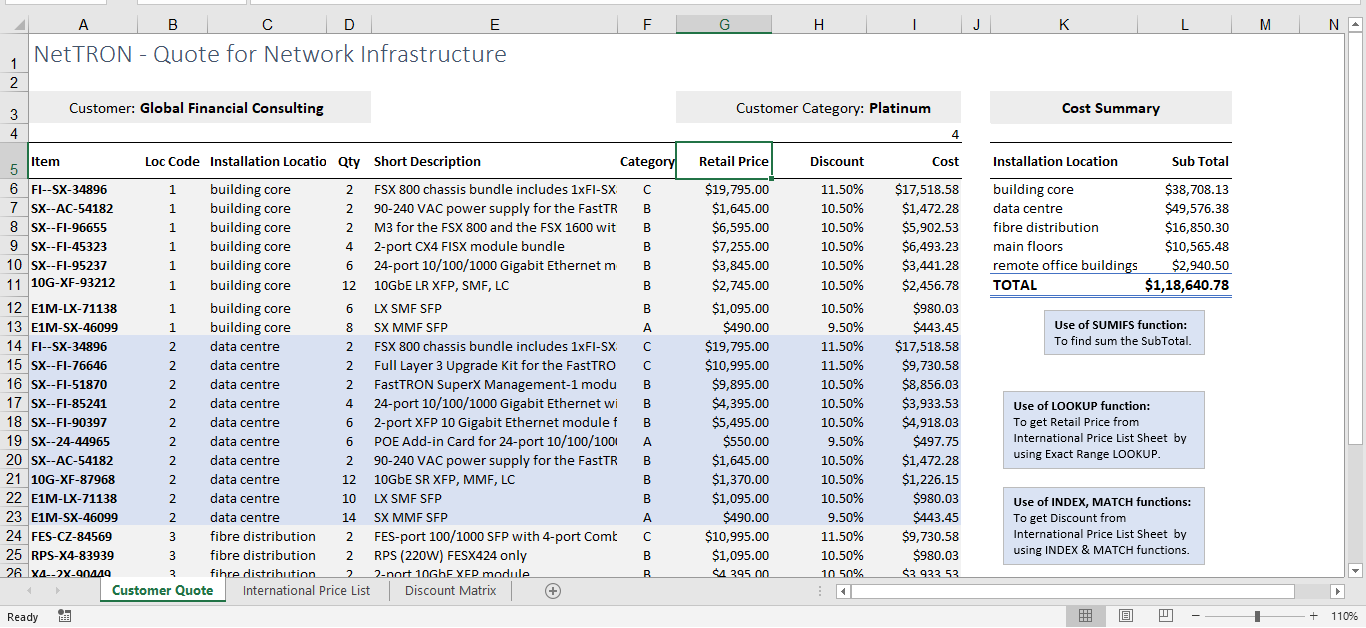 A B C D E F G H I J K L M N
1 NetTRON - Quote for Network Infrastructure
2
3 Customer: Global Financial Consulting Customer Category: Platinum Cost Summary
4 4
5 Item Loc Code Installation Locatio Qty Short Description Category Retail Price Discount Cost Installation Location Sub Total
6 FI--SX-34896 1 building core 2 FSX 800 chassis bundle includes 1xFI-SX C $19,795.00 11.50% $17,518.58 building core $38,708.13
7 SX--AC-54182 1 building core 2 90-240 VAC power supply for the FastTR B $1,645.00 10.50% $1,472.28 data centre $49,576.38
8 SX--FI-96655 1 building core 2 M3 for the FSX 800 and the FSX 1600 wit B $6,595.00 10.50% $5,902.53 fibre distribution $16,850.30
9 SX--FI-45323 1 building core 4 2-port CX4 FISX module bundle B $7,255.00 10.50% $6,493.23 main floors $10,565.48
10 SX--FI-95237 1 building core 6 24-port 10/100/1000 Gigabit Ethernet m B $3,845.00 10.50% $3,441.28 remote office buildings $2,940.50
11 10G-XF-93212 1 building core 12 10GbE LR XFP, SMF, LC B $2,745.00 10.50% $2,456.78 TOTAL $1,18,640.78
12 E1M-LX-71138 1 building core 6 LX SMF SFP B $1,095.00 10.50% $980.03
13 E1M-SX-46099 1 building core 8 SX MMF SFP A $490.00 9.50% $443.45
Use of SUMIFS function:
To find sum the SubTotal.
14 FI--SX-34896 2 data centre 2 FSX 800 chassis bundle includes 1xFI-SX C $19,795.00 11.50% $17,518.58
15 SX--FI-76646 2 data centre 2 Full Layer 3 Upgrade Kit for the FastTRO C $10,995.00 11.50% $9,730.58
16 SX--FI-51870 2 data centre 2 FastTRON SuperX Management-1 modu B $9,895.00 10.50% $8,856.03
17 SX--FI-85241 2 data centre 4 24-port 10/100/1000 Gigabit Ethernet wi B $4,395.00 10.50% $3,933.53
18 SX--FI-90397 2 data centre 6 2-port XFP 10 Gigabit Ethernet module f B $5,495.00 10.50% $4,918.03
19 SX--24-44965 2 data centre 6 POE Add-in Card for 24-port 10/100/100 A $550.00 9.50% $497.75
20 SX--AC-54182 2 data centre 2 90-240 VAC power supply for the FastTR B $1,645.00 10.50% $1,472.28
Use of LOOKUP function:
To get Retail Price from
International Price List Sheet by
using Exact Range LOOKUP.
21 10G-XF-87968 2 data centre 12 10GbE SR XFP, MMF, LC B $1,370.00 10.50% $1,226.15
22 E1M-LX-71138 2 data centre 10 LX SMF SFP B $1,095.00 10.50% $980.03
23 E1M-SX-46099 2 data centre 14 SX MMF SFP A $490.00 9.50% $443.45
24 FES-CZ-84569 3 fibre distribution 2 FES-port 100/1000 SFP with 4-port Comb C $10,995.00 11.50% $9,730.58
25 RPS-X4-83939 3 fibre distribution 2 RPS (220W) FESX424 only B $1,095.00 10.50% $980.03
26 X4--2X-90449 3 fibre distribution 2 2-port 10GbE XFP module B $4,395.00 10.50% $3,933.53
Use of INDEX, MATCH functions:
To get Discount from
International Price List Sheet by
using INDEX & MATCH functions.
Customer Quote International Price List Discount Matrix
Ready 110%